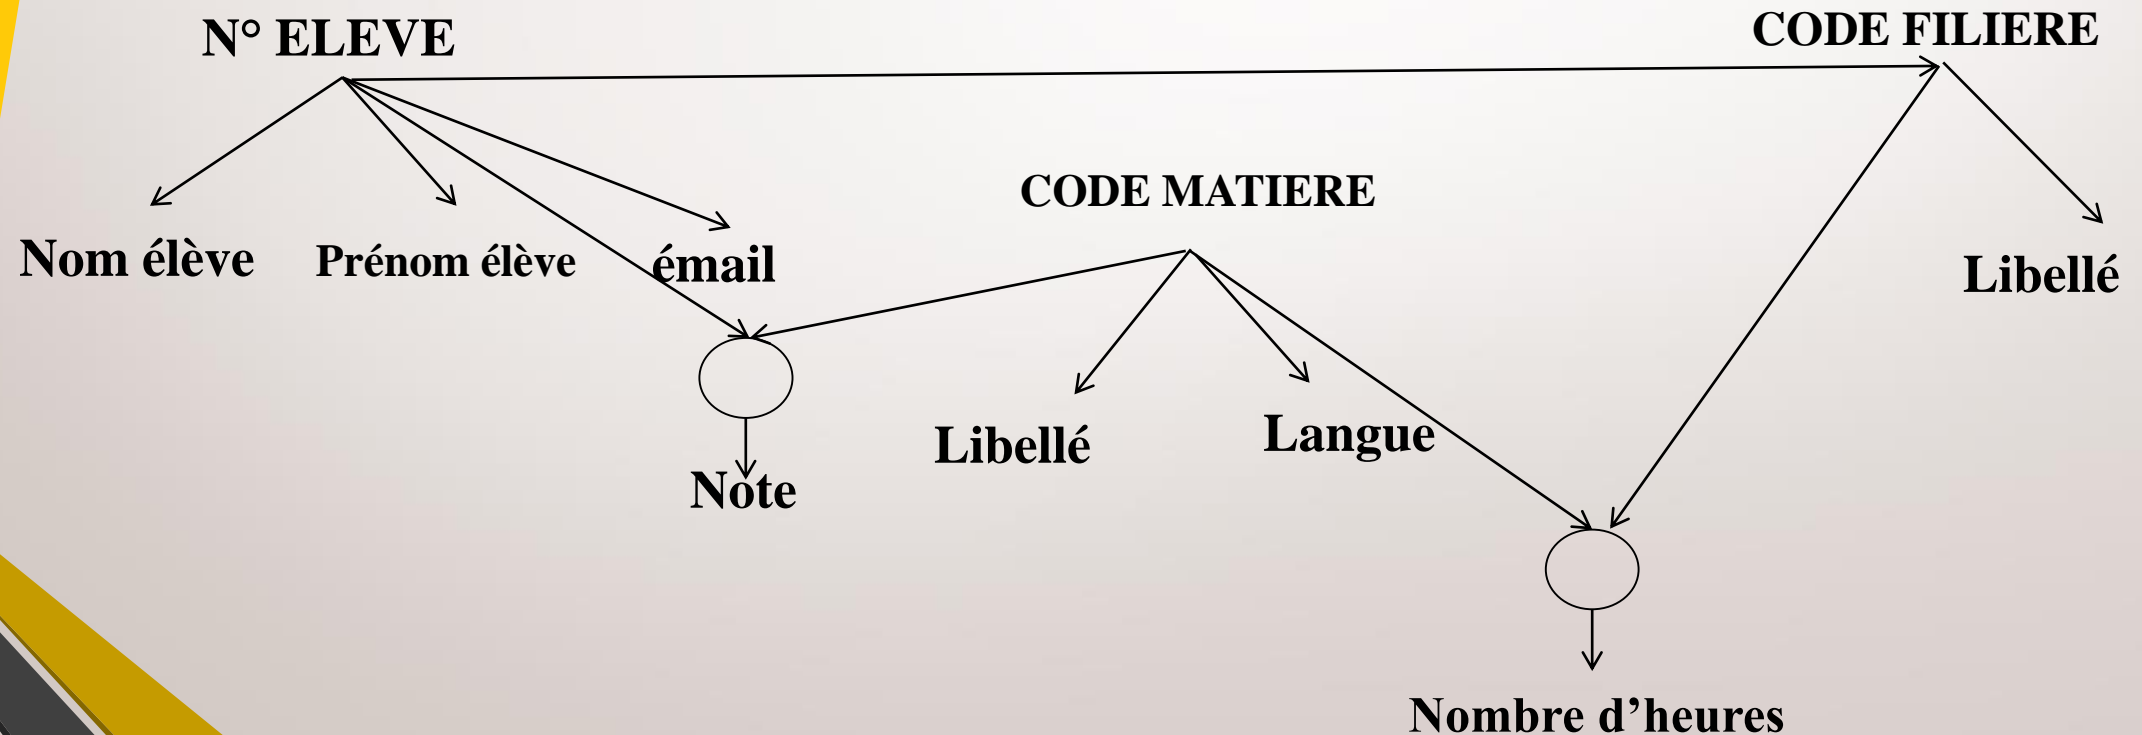 N° ELEVE
CODE FILIERE
CODE MATIERE
Nom élève
Prénom élève
émail
Libellé
Libellé
Langue
Note
Nombre d’heures